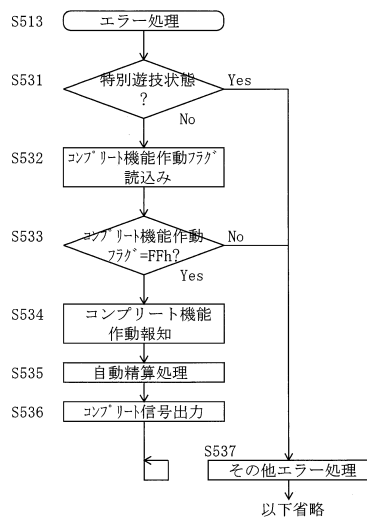 S513
エラー処理
S531
特別遊技状態
?
Yes
No
S532
コンプリート機能作動フラグ
読込み
S533
コンプリート機能作動
フラグ=FFh?
No
Yes
S534
コンプリート機能
作動報知
S535
自動精算処理
S536
コンプリート信号出力
S537
その他エラー処理
以下省略